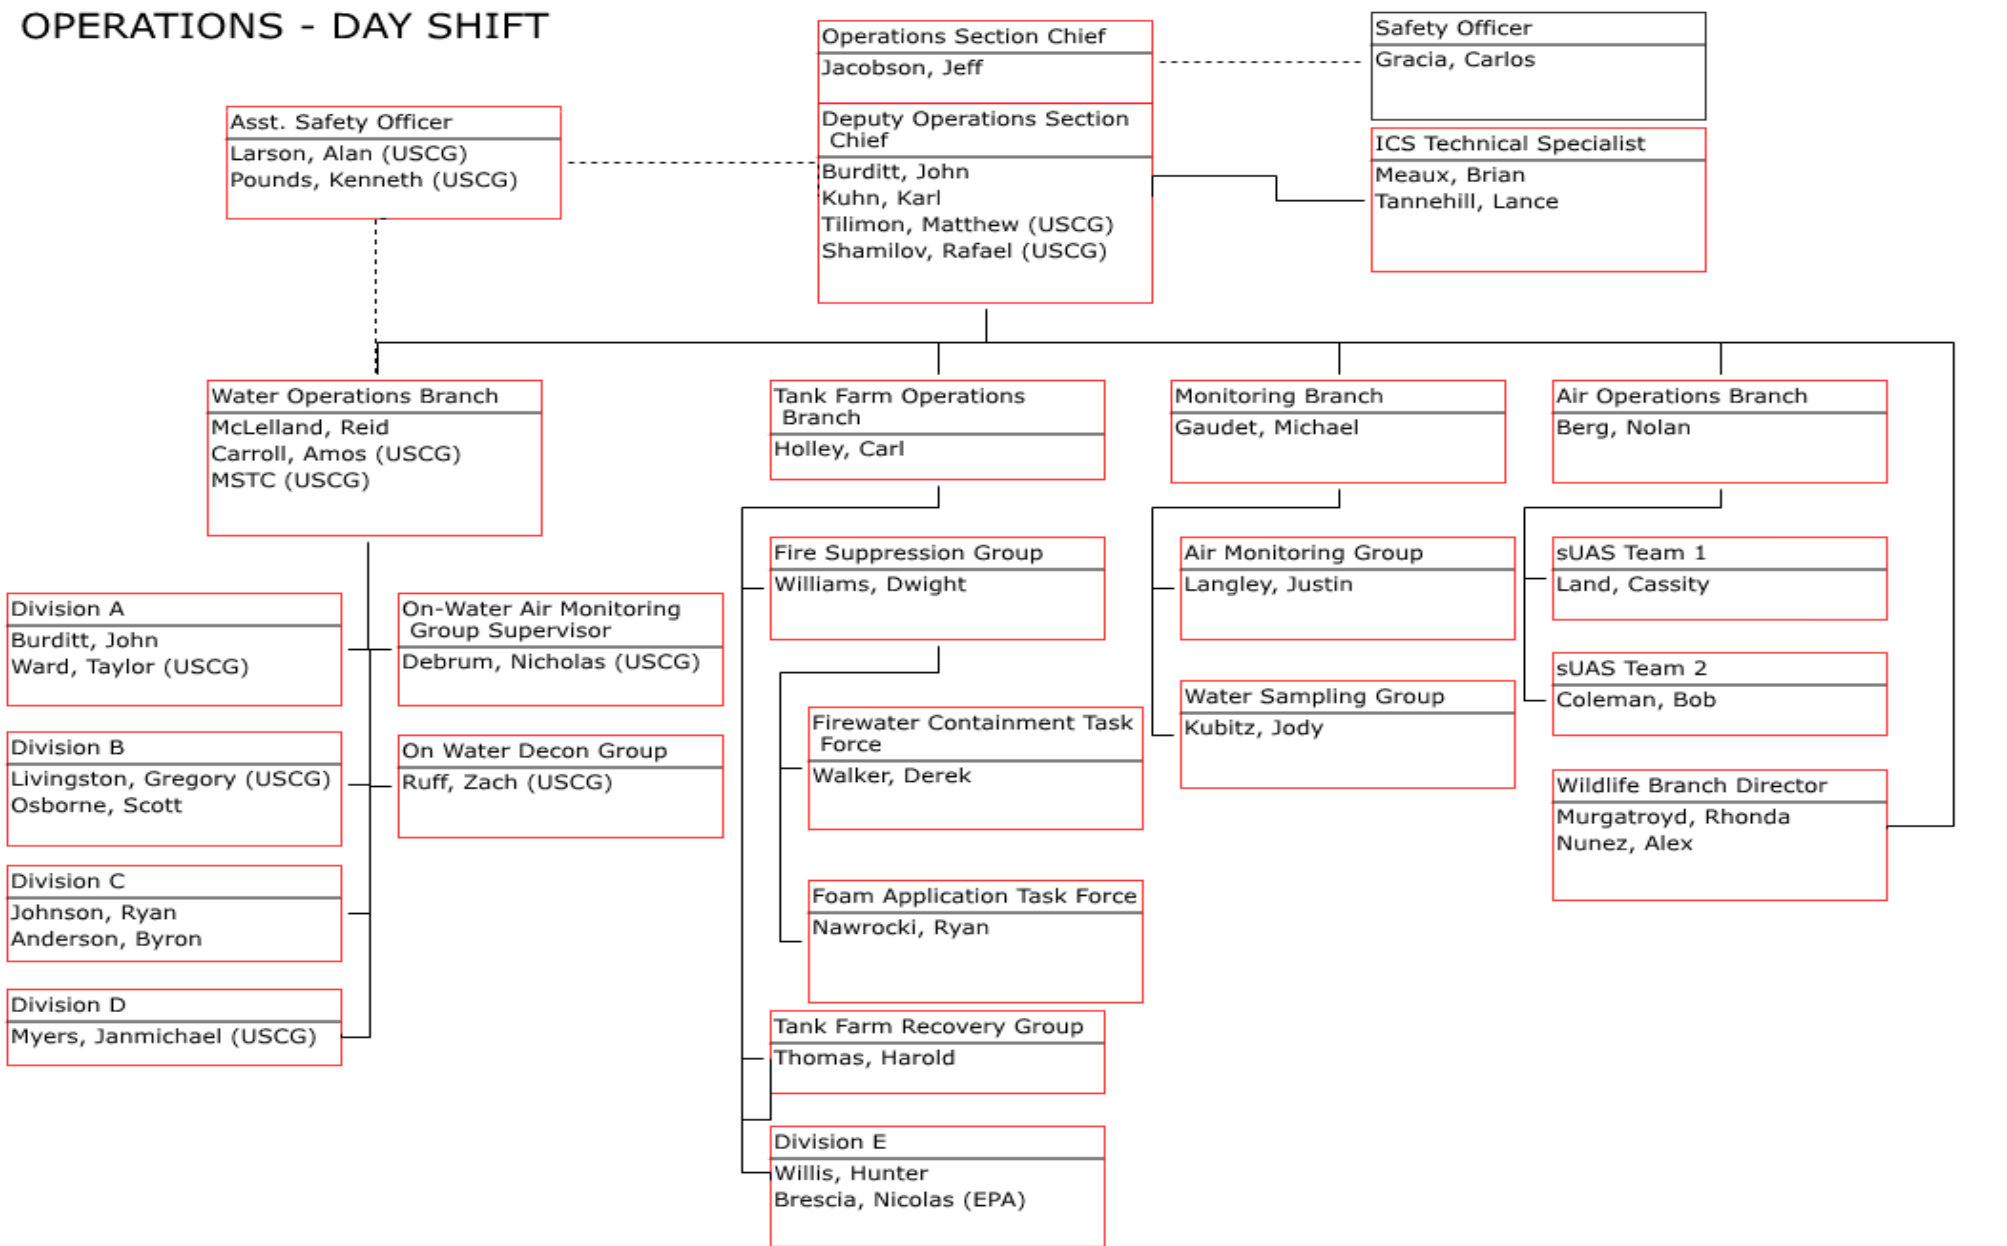 OPERATIONS - DAY SHIFT
Operations Section Chief
Jacobson, Jeff
Safety Officer
Gracia, Carlos
Asst. Safety Officer
Larson, Alan (USCG)
Pounds, Kenneth (USCG)
Deputy Operations Section
Chief
Burditt, John
Kuhn, Karl
Tilimon, Matthew (USCG)
Shamilov, Rafael (USCG)
ICS Technical Specialist
Meaux, Brian
Tannehill, Lance
Water Operations Branch
McLelland, Reid
Carroll, Amos (USCG)
MSTC (USCG)
Division A
Burditt, John
Ward, Taylor (USCG)
On-Water Air Monitoring
Group Supervisor
Debrum, Nicholas (USCG)
Division B
Livingston, Gregory (USCG)
Osborne, Scott
On Water Decon Group
Ruff, Zach (USCG)
Division C
Johnson, Ryan
Anderson, Byron
Division D
Myers, Janmichael (USCG)
Tank Farm Operations
Branch
Holley, Carl
Fire Suppression Group
Williams, Dwight
Firewater Containment Task
Force
Walker, Derek
Foam Application Task Force
Nawrocki, Ryan
Tank Farm Recovery Group
Thomas, Harold
Division E
Willis, Hunter
Brescia, Nicolas (EPA)
Monitoring Branch
Gaudet, Michael
Air Monitoring Group
Langley, Justin
Water Sampling Group
Kubitz, Jody
Air Operations Branch
Berg, Nolan
sUAS Team 1
Land, Cassity
sUAS Team 2
Coleman, Bob
Wildlife Branch Director
Murgatroyd, Rhonda
Nunez, Alex